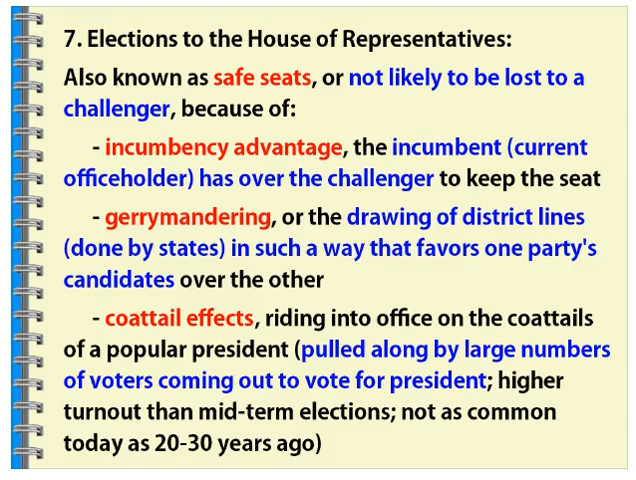 7. Elections to the House of Representatives:
Also known as safe seats, or not likely to be lost to a
challenger, because of:
- incumbency advantage, the incumbent (current
officeholder) has over the challenger to keep the seat
- gerrymandering, or the drawing of district lines
(done by states) in such a way that favors one party's
candidates over the other
- coattail effects, riding into office on the coattails
of a popular president (pulled along by large numbers
of voters coming out to vote for president; higher
turnout than mid-term elections; not as common
today as 20-30 years ago)